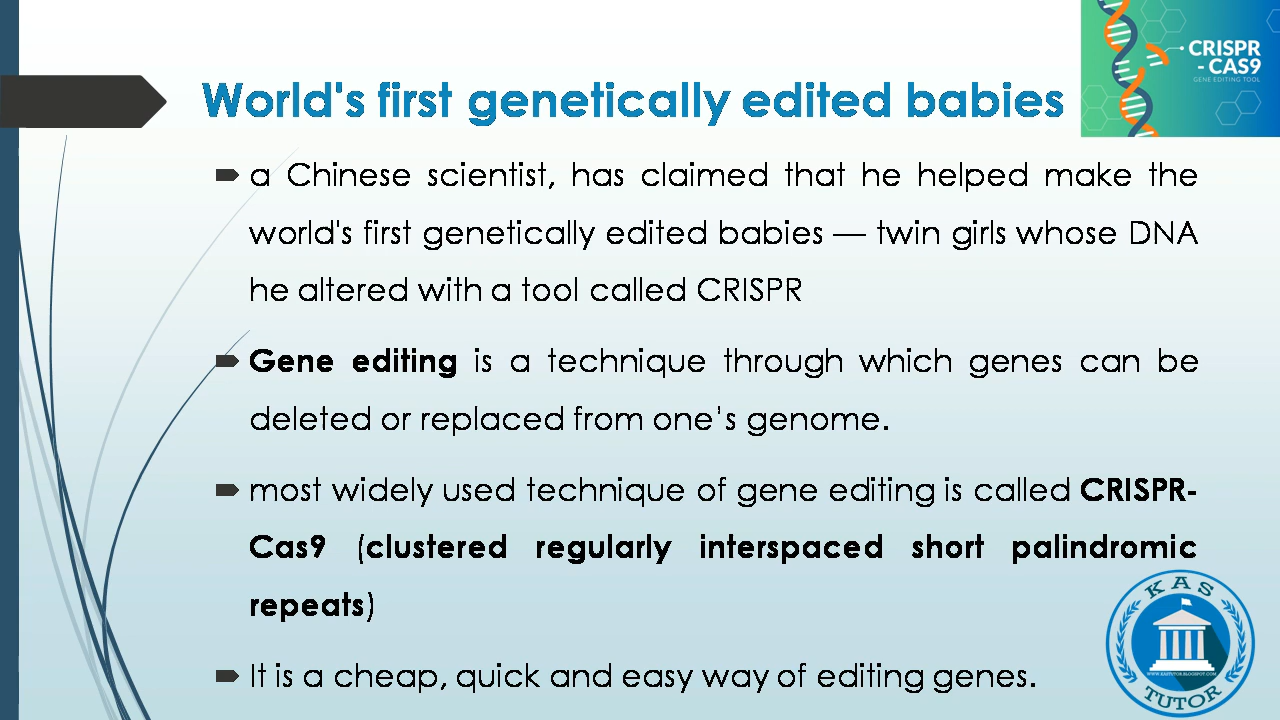 CRISPR
- CAS9
GENE EDITING TOOL
World's first genetically edited babies
a Chinese scientist, has claimed that he helped make the
world's first genetically edited babies — twin girls whose DNA
he altered with a tool called CRISPR
Gene editing is a technique through which genes can be
deleted or replaced from one’s genome.
most widely used technique of gene editing is called CRISPR-
Cas9 (clustered regularly interspaced short palindromic
repeats)
It is a cheap, quick and easy way of editing genes.
KAS
WWW.KASTUTOR.BLOGSPOT.COM
TUTOR